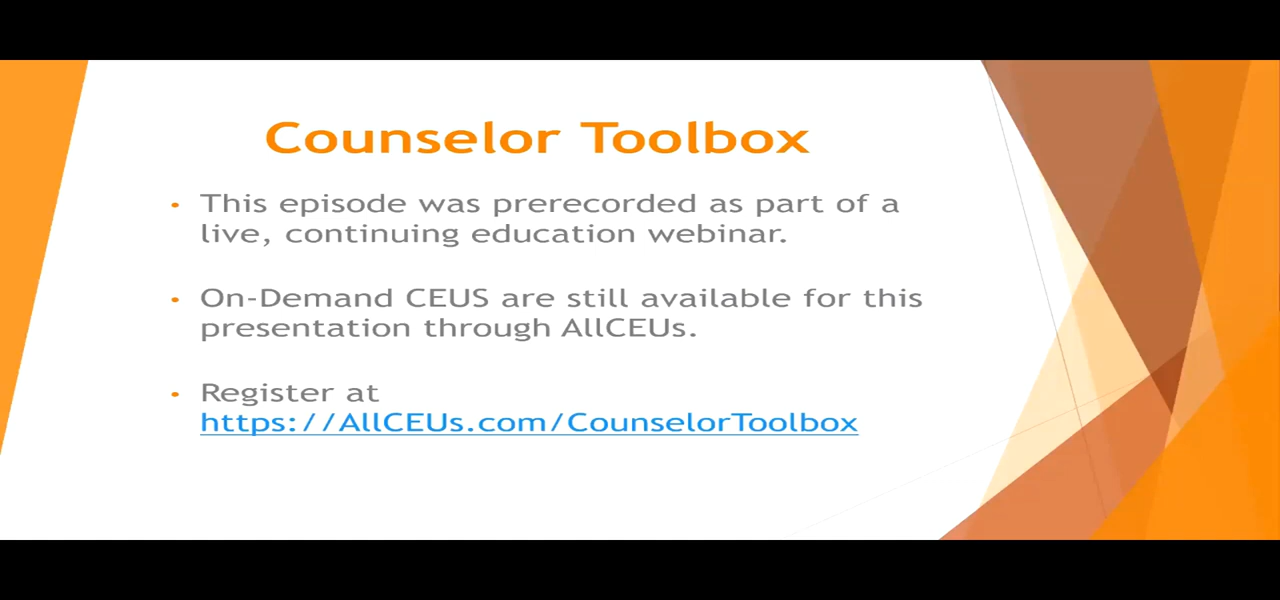 Counselor Toolbox
• This episode was prerecorded as part of a
live, continuing education webinar.
• On-Demand CEUS are still available for this
presentation through AllCEUs.
• Register at
https://AllCEUs.com/CounselorToolbox